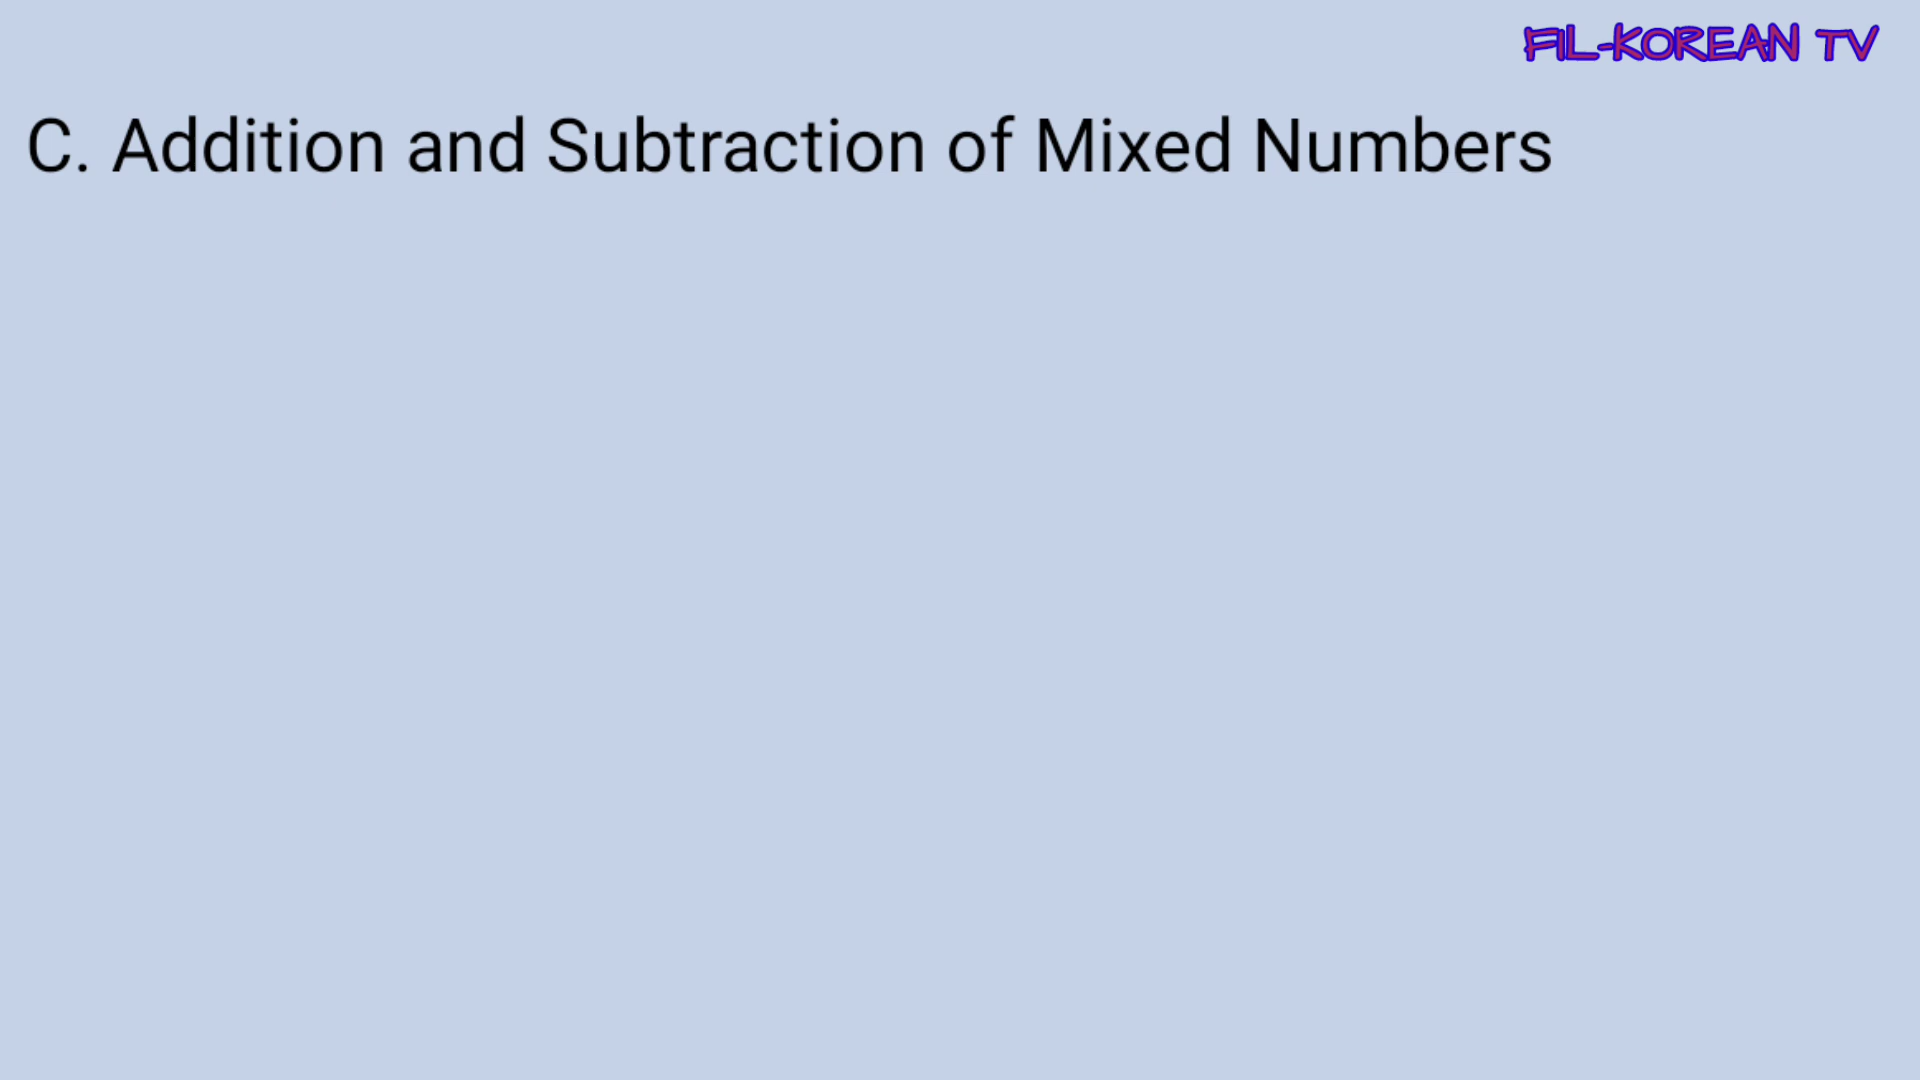 FIL-KOREAN TV
C. Addition and Subtraction of Mixed Numbers